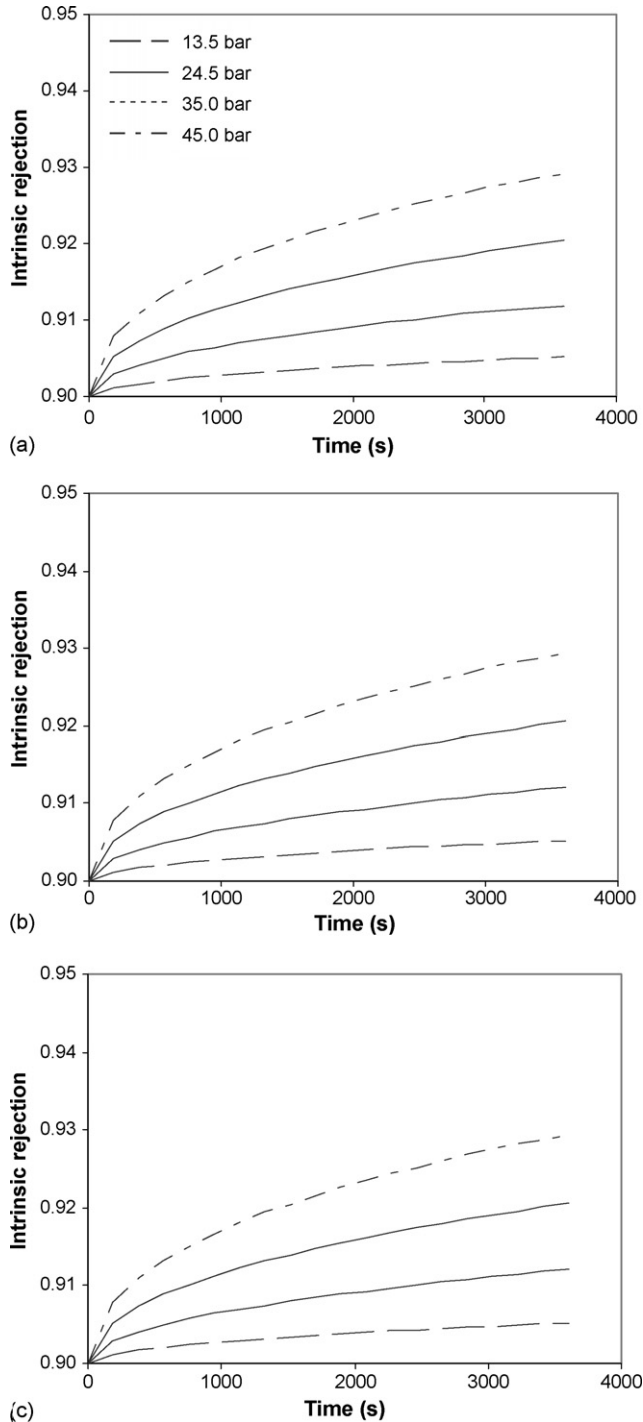 0.95
0.94
0.93
0.92
0.91
0.90
Intrinsic rejection
13.5 bar
24.5 bar
35.0 bar
45.0 bar
0 1000 2000 3000 4000
Time (s)
(a)
0.95
0.94
0.93
0.92
0.91
0.90
Intrinsic rejection
0 1000 2000 3000 4000
Time (s)
(b)
0.95
0.94
0.93
0.92
0.91
0.90
Intrinsic rejection
0 1000 2000 3000 4000
Time (s)
(c)